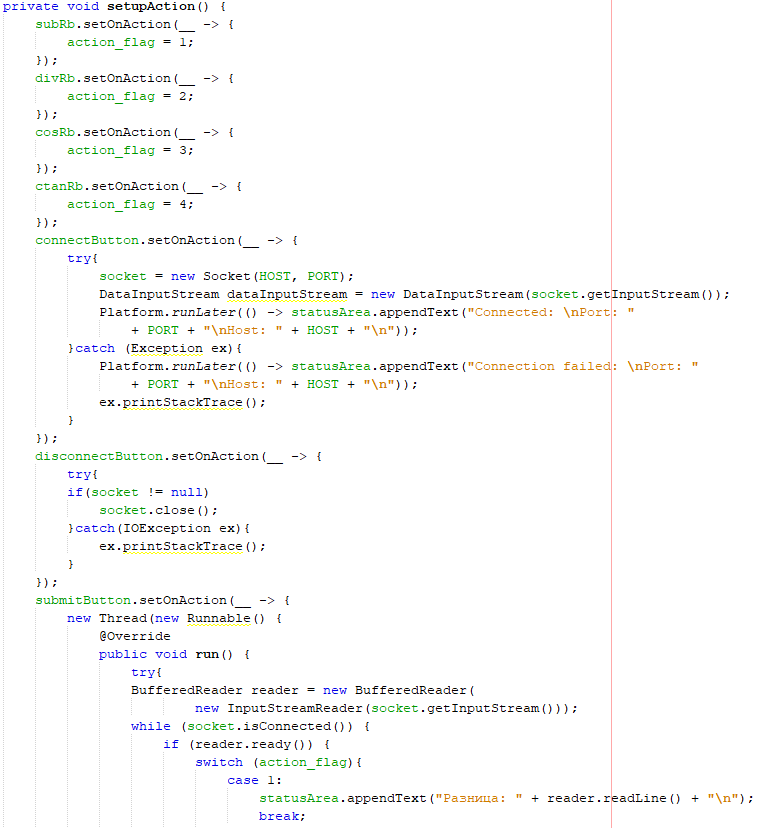 private void setupAction() {
    subRb.setOnAction(__ -> {
        action_flag = 1;
    });
    divRb.setOnAction(__ -> {
        action_flag = 2;
    });
    cosRb.setOnAction(__ -> {
        action_flag = 3;
    });
    ctanRb.setOnAction(__ -> {
        action_flag = 4;
    });
    connectButton.setOnAction(__ -> {
        try{
            socket = new Socket(HOST, PORT);
            DataInputStream dataInputStream = new DataInputStream(socket.getInputStream());
            Platform.runLater(() -> statusArea.appendText("Connected: \nPort: "
                + PORT + "\nHost: " + HOST + "\n"));
        }catch (Exception ex){
            Platform.runLater(() -> statusArea.appendText("Connection failed: \nPort: "
                + PORT + "\nHost: " + HOST + "\n"));
            ex.printStackTrace();
        }
    });
    disconnectButton.setOnAction(__ -> {
        try{
        if(socket != null)
            socket.close();
        }catch(IOException ex){
            ex.printStackTrace();
        }
    });
    submitButton.setOnAction(__ -> {
        new Thread(new Runnable() {
            @Override
            public void run() {
                try{
                BufferedReader reader = new BufferedReader(
                        new InputStreamReader(socket.getInputStream()));
                while (socket.isConnected()) {
                    if (reader.ready()) {
                        switch (action_flag){
                            case 1:
                                statusArea.appendText("Разница: " + reader.readLine() + "\n");
                                break;